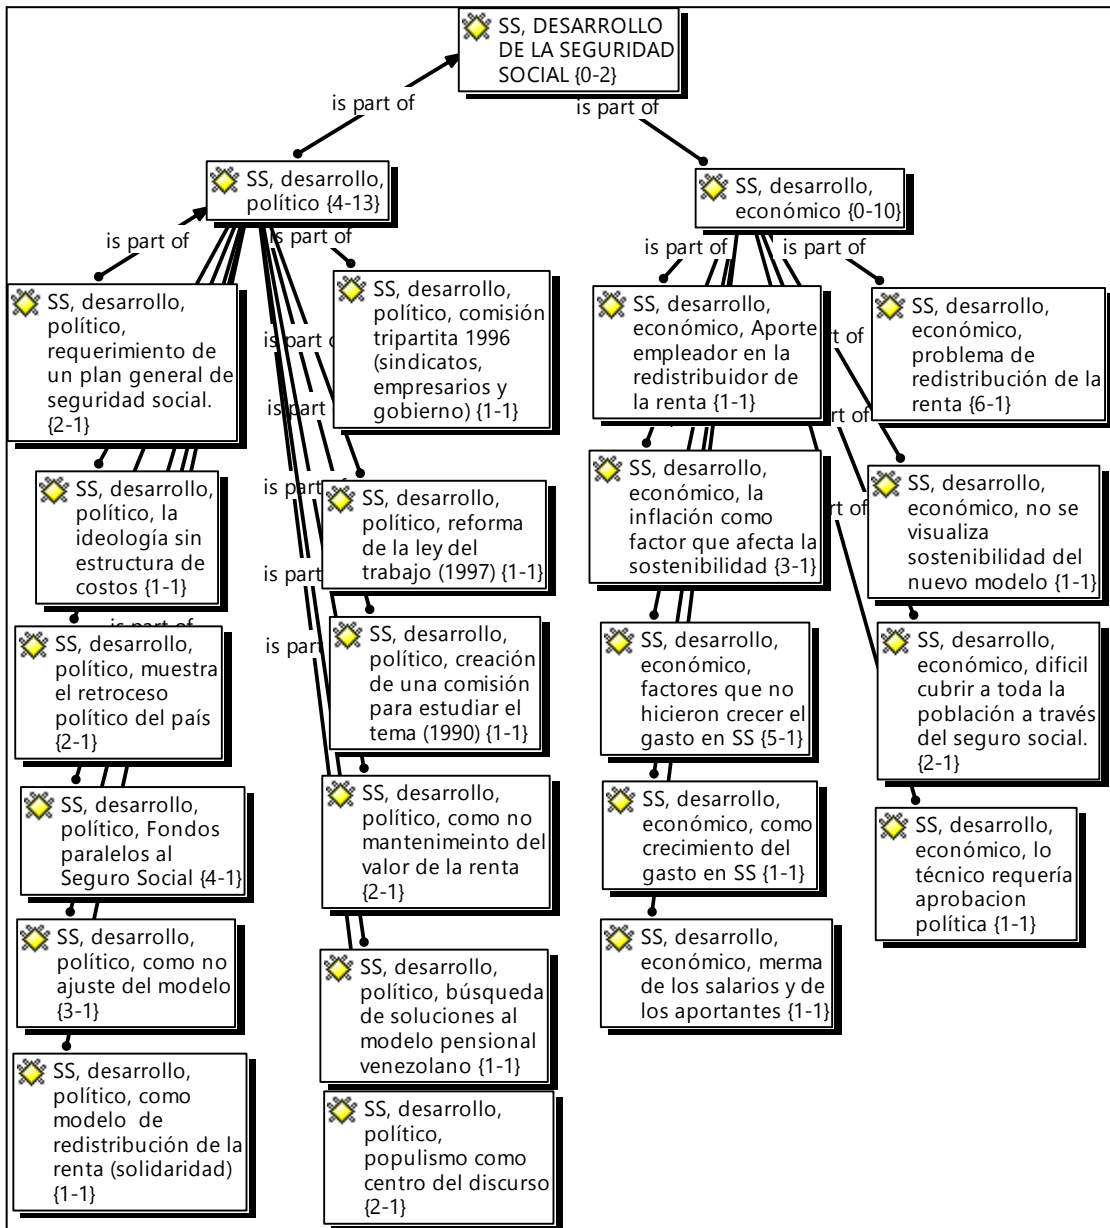 SS, DESARROLLO
DE LA SEGURIDAD
SOCIAL {0-2}
is part of
is part of
SS, desarrollo,
político {4-13}
SS, desarrollo,
económico {0-10}
is part of
is part of
is part of
is part of
SS, desarrollo,
político,
requerimiento de
un plan general de
seguridad social.
{2-1}
SS, desarrollo,
político, comisión
tripartita 1996
(sindicatos,
empresarios y
gobierno) {1-1}
SS, desarrollo,
económico, Aporte
empleador en la
redistribuidor de
la renta {1-1}
SS, desarrollo,
económico,
problema de
redistribución de la
renta {6-1}
is part
is part
is part
is part
is part
is part of
SS, desarrollo,
político, la
ideología sin
estructura de
costos {1-1}
SS, desarrollo,
político, reforma
de la ley del
trabajo (1997) {1-1}
SS, desarrollo,
económico, la
inflación como
factor que afecta la
sostenibilidad {3-1}
SS, desarrollo,
económico, no se
visualiza
sostenibilidad del
nuevo modelo {1-1}
SS, desarrollo,
político, muestra
el retroceso
político del país
{2-1}
SS, desarrollo,
político, creación
de una comisión
para estudiar el
tema (1990) {1-1}
SS, desarrollo,
económico,
factores que no
hicieron crecer el
gasto en SS {5-1}
SS, desarrollo,
económico, dificil
cubrir a toda la
población a través
del seguro social.
{2-1}
SS, desarrollo,
político, Fondos
paralelos al
Seguro Social {4-1}
SS, desarrollo,
político, como no
mantenimeinto del
valor de la renta
{2-1}
SS, desarrollo,
económico, como
crecimiento del
gasto en SS {1-1}
SS, desarrollo,
económico, lo
técnico requería
aprobacion
política {1-1}
SS, desarrollo,
político, como no
ajuste del modelo
{3-1}
SS, desarrollo,
político, búsqueda
de soluciones al
modelo pensional
venezolano {1-1}
SS, desarrollo,
económico, merma
de los salarios y de
los aportantes {1-1}
SS, desarrollo,
político, como
modelo de
redistribución de la
renta (solidaridad)
{1-1}
SS, desarrollo,
político,
populismo como
centro del discurso
{2-1}